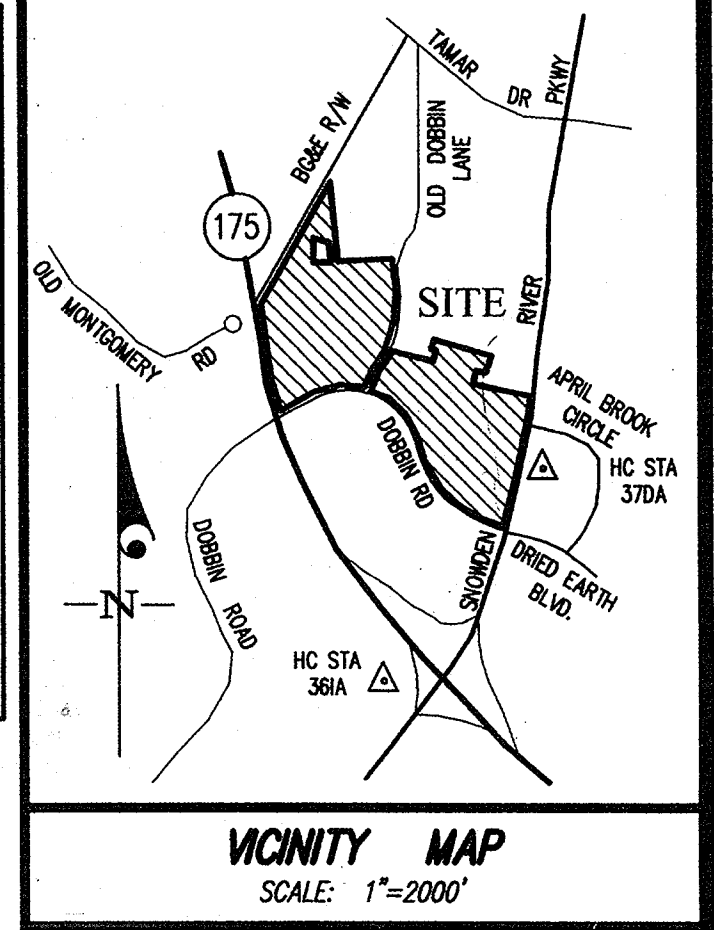 TAMAR
DR
PKWY
BG&E R/W
OLD DOBBIN
LANE
175
OLD MONTGOMERY
RD
SITE
RIVER
APRIL BROOK
CIRCLE
HC STA
37DA
DOBBIN RD
DOBBIN ROAD
SNOWDEN
DRIED EARTH
BLVD.
N
HC STA
36IA
VICINITY MAP
SCALE: 1"=2000'